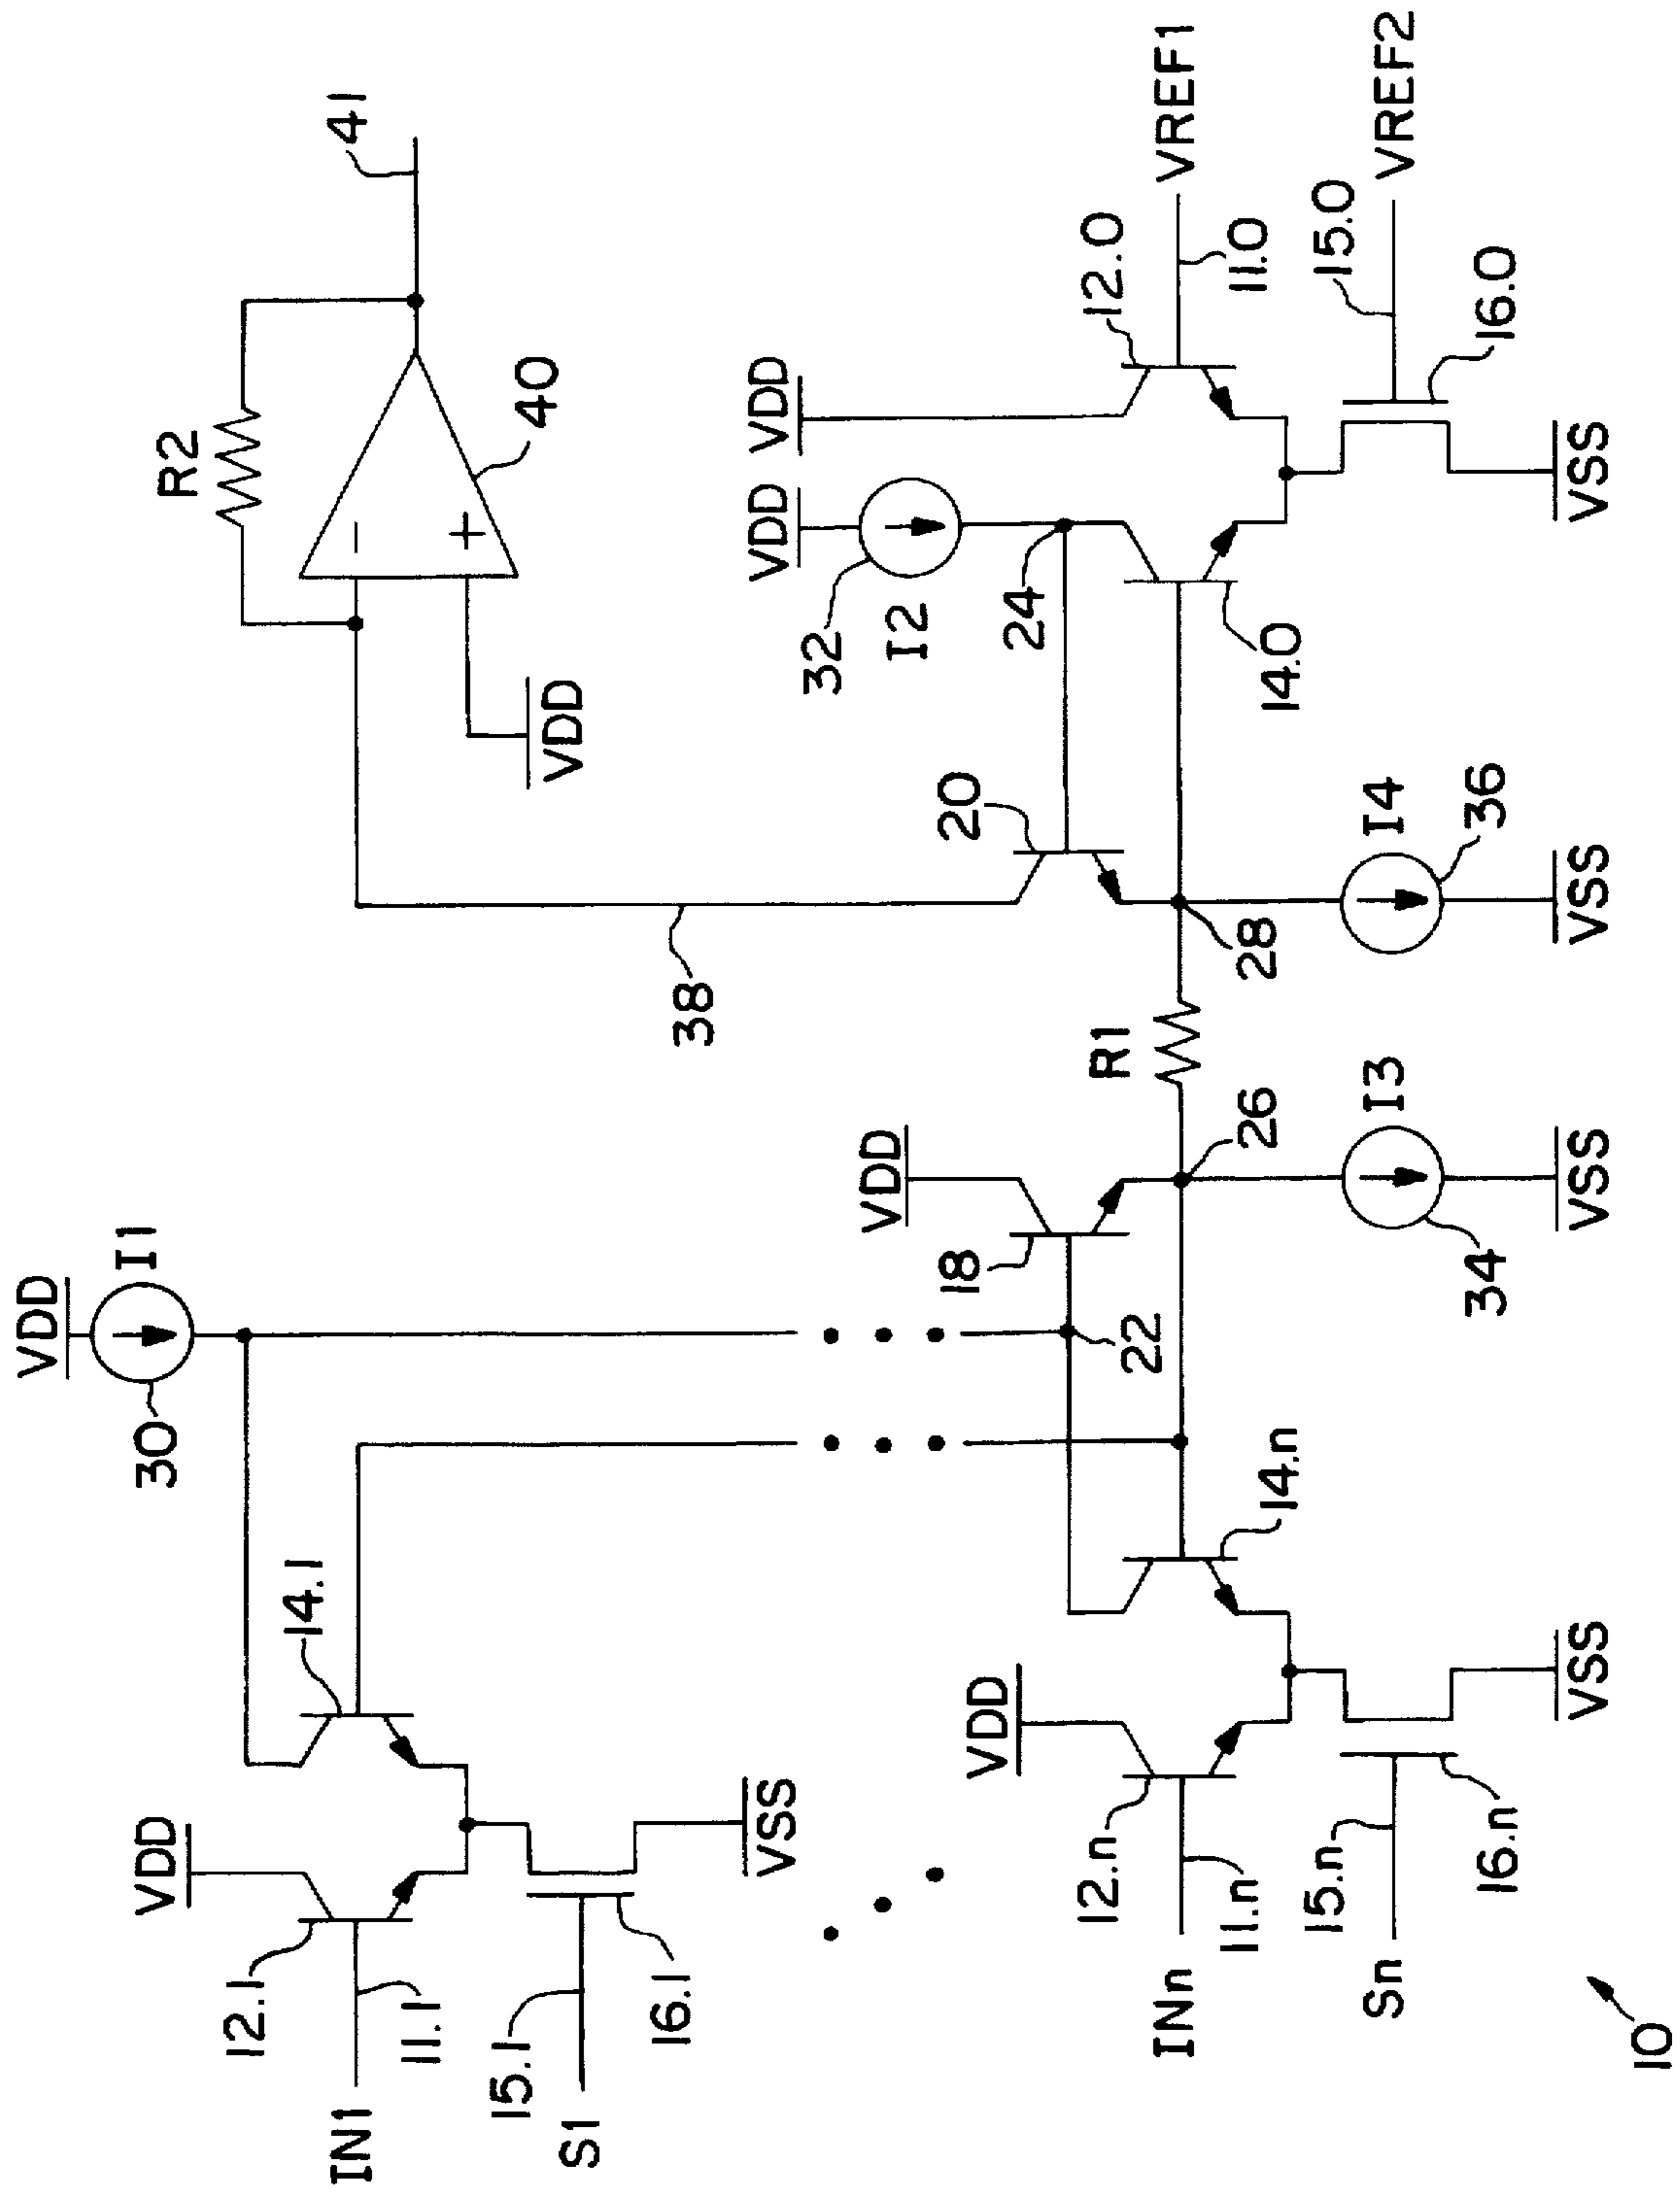 41
R2
40
VDD
38
VDD
I1
30
14.1
VDD
12.1
IN1
11.1
15.1
S1
16.1
VSS
VDD
32
I2
VDD
12.0
VREF1
11.0
24
20
14.0
15.0
VREF2
16.0
VSS
28
I4
36
VSS
R1
VDD
18
26
22
I3
34
VSS
14.n
VDD
12.n
INn
11.n
15.n
Sn
16.n
VSS
10